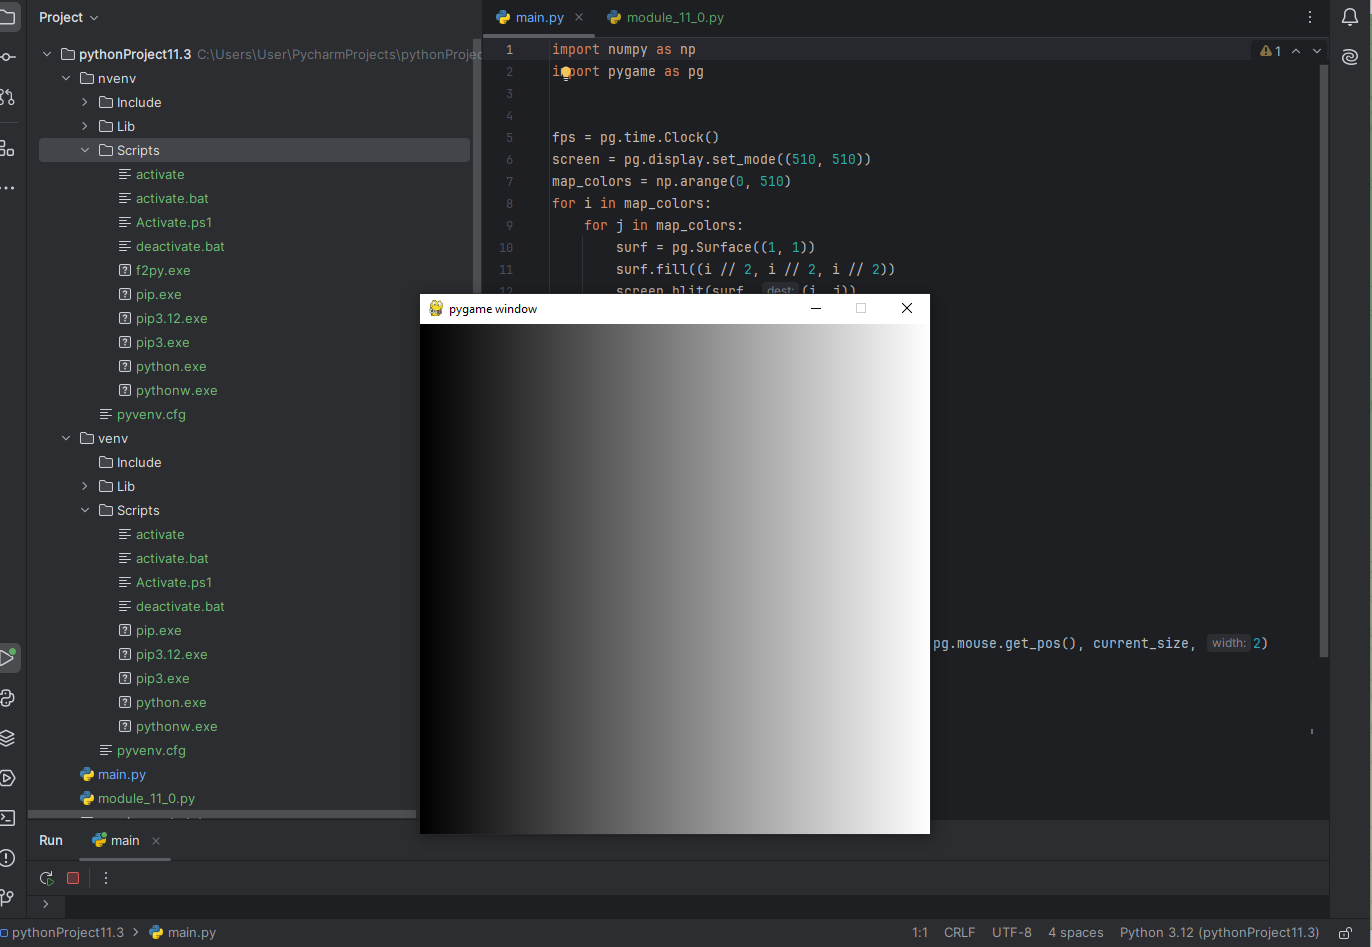 Project
pythonProject11.3 C:\Users\User\PycharmProjects\pythonProjec
nvenv
Include
Lib
Scripts
activate
activate.bat
Activate.ps1
deactivate.bat
f2py.exe
pip.exe
pip3.12.exe
pip3.exe
python.exe
pythonw.exe
pyvenv.cfg
venv
Include
Lib
Scripts
activate
activate.bat
Activate.ps1
deactivate.bat
pip.exe
pip3.12.exe
pip3.exe
python.exe
pythonw.exe
pyvenv.cfg
main.py
module_11_0.py
main.py module_11_0.py
1 import numpy as np
2 import pygame as pg
3
4
5 fps = pg.time.Clock()
6 screen = pg.display.set_mode((510, 510))
7 map_colors = np.arange(0, 510)
8 for i in map_colors:
9 for j in map_colors:
10 surf = pg.Surface((1, 1))
11 surf.fill((i // 2, i // 2, i // 2))
12 screen.blit(surf, dest: (i, j))
1
pygame window
pg.mouse.get_pos(), current_size, width: 2)
Run main
pythonProject11.3 > main.py
1:1 CRLF UTF-8 4 spaces Python 3.12 (pythonProject11.3)